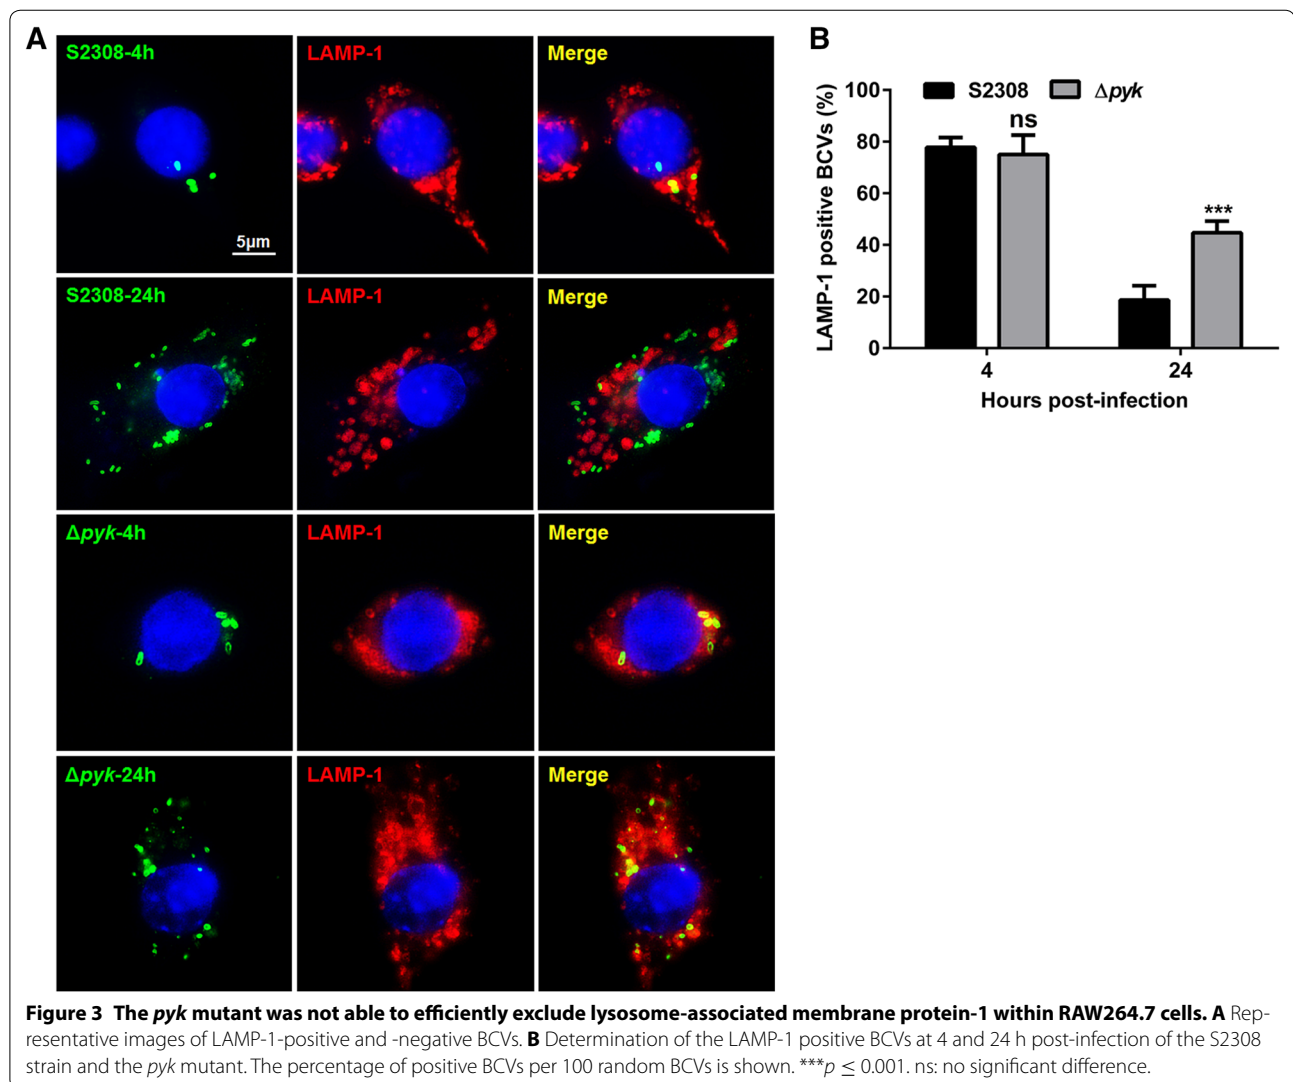 A
S2308-4h
LAMP-1
Merge
5µm
S2308-24h
LAMP-1
Merge
Δpyk-4h
LAMP-1
Merge
Δpyk-24h
LAMP-1
Merge
B
S2308
Δpyk
LAMP-1 positive BCVs (%)
100
80
60
40
20
0
ns
***
4
24
Hours post-infection
Figure 3 The pyk mutant was not able to efficiently exclude lysosome-associated membrane protein-1 within RAW264.7 cells. A Rep-
resentative images of LAMP-1-positive and -negative BCVs. B Determination of the LAMP-1 positive BCVs at 4 and 24 h post-infection of the S2308
strain and the pyk mutant. The percentage of positive BCVs per 100 random BCVs is shown. ***p ≤ 0.001. ns: no significant difference.